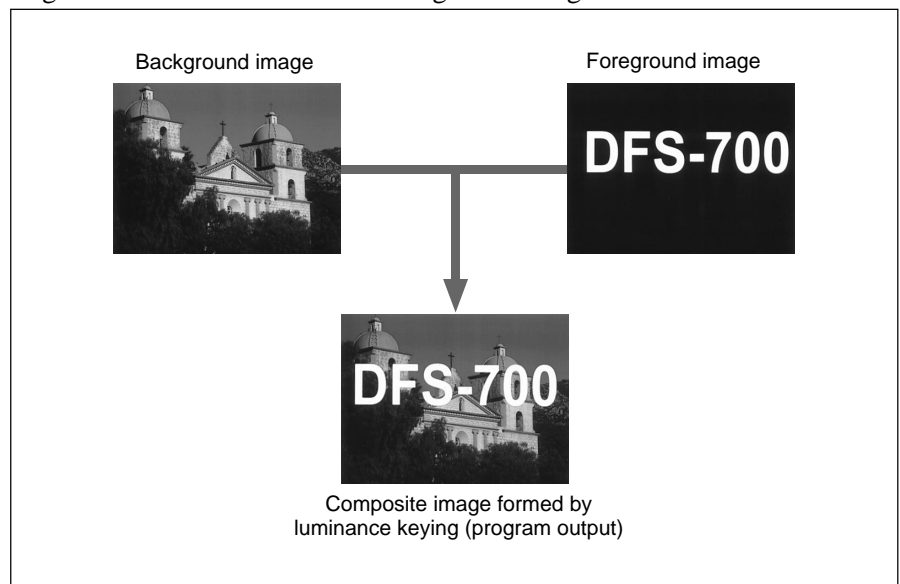 Background image
Foreground image
DFS-700
DFS-700
Composite image formed by
luminance keying (program output)